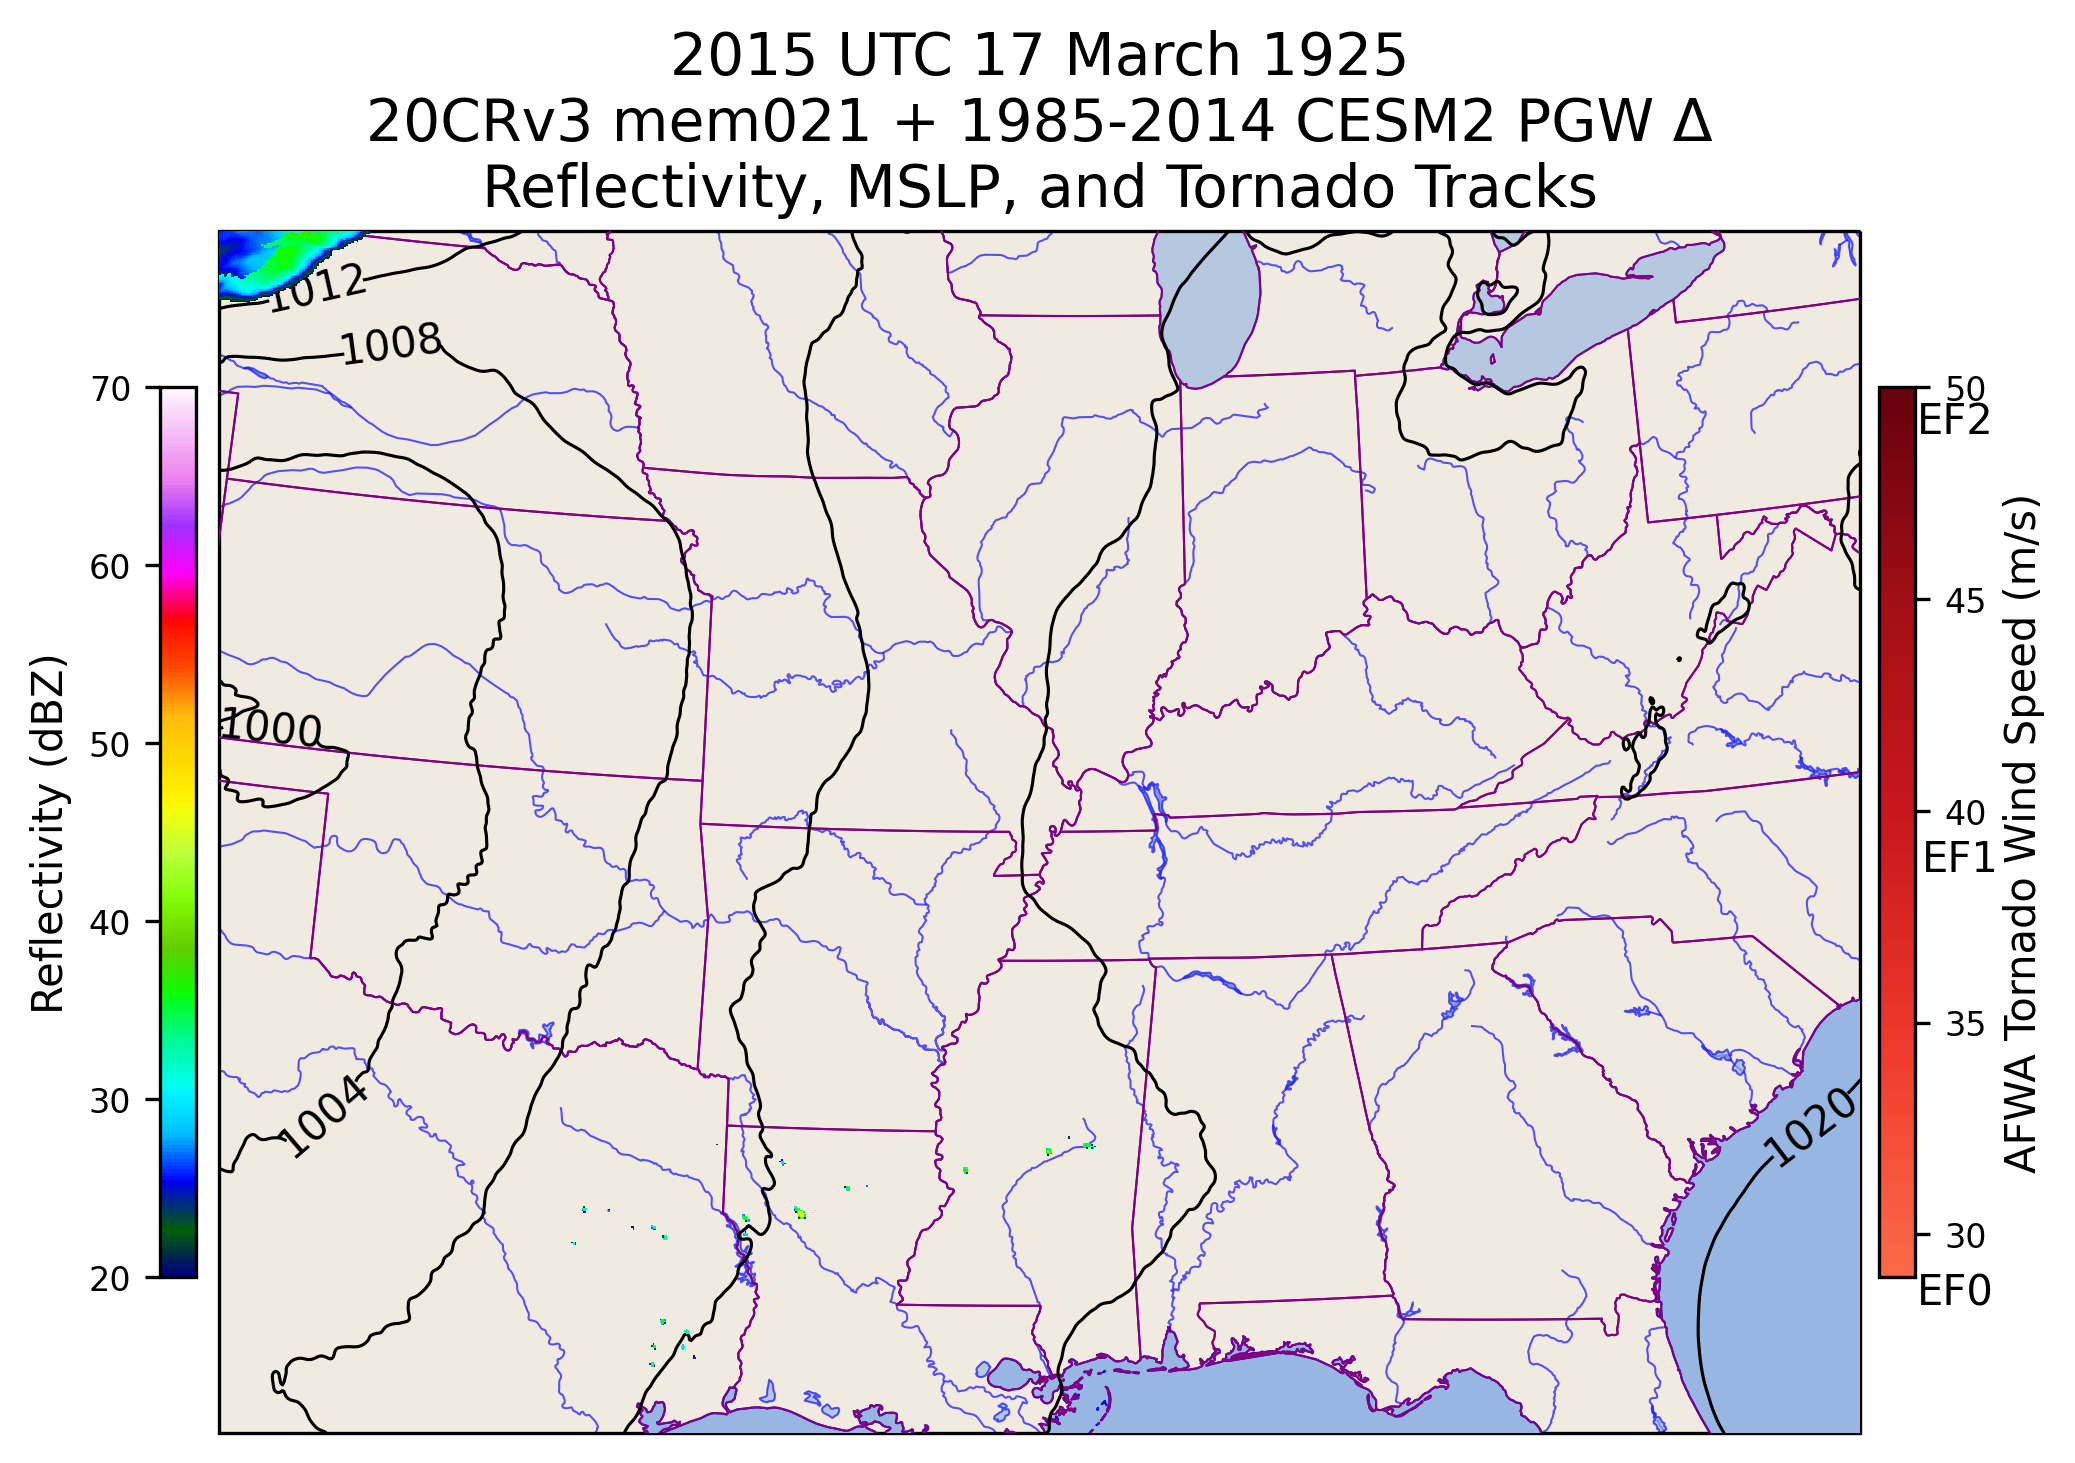 2015 UTC 17 March 1925
20CRv3 mem021 + 1985-2014 CESM2 PGW Δ
Reflectivity, MSLP, and Tornado Tracks
1012
1008
1000
1004
1020
70
60
50
40
30
20
Reflectivity (dBZ)
50
EF2
45
40
EF1
35
30
EF0
AFWA Tornado Wind Speed (m/s)